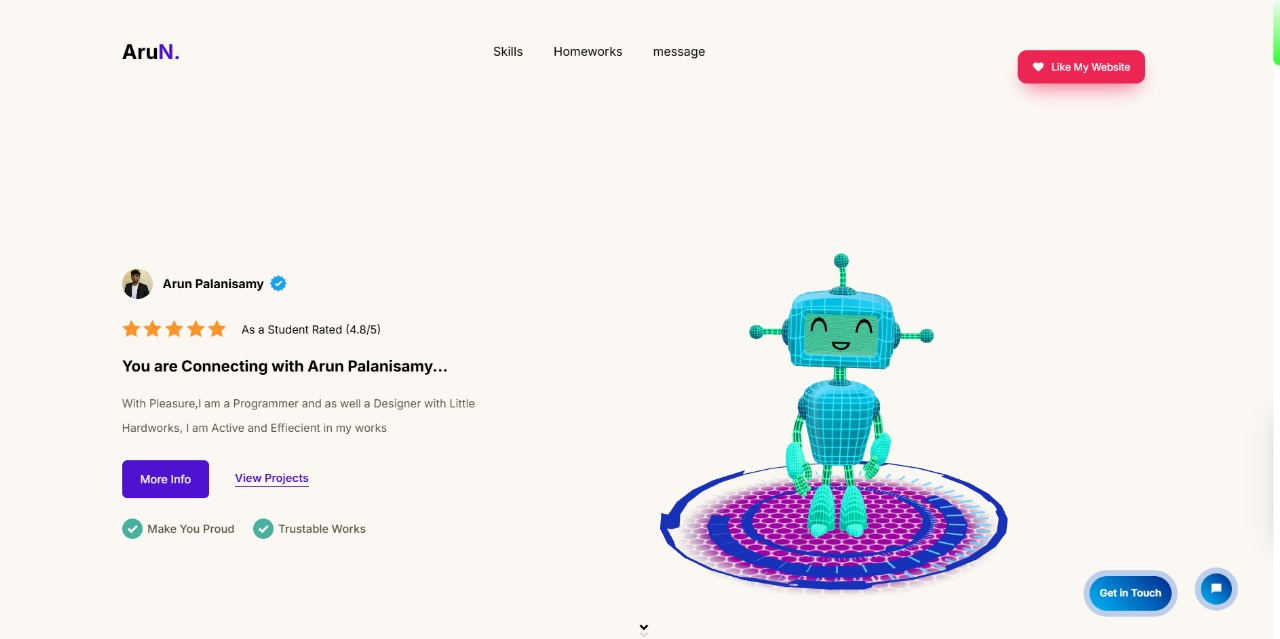 AruN.
Skills
Homeworks
message
Like My Website
Arun Palanisamy
As a Student Rated (4.8/5)
You are Connecting with Arun Palanisamy...
With Pleasure,I am a Programmer and as well a Designer with Little
Hardworks, I am Active and Effiecient in my works
More Info
View Projects
Make You Proud
Trustable Works
Get in Touch